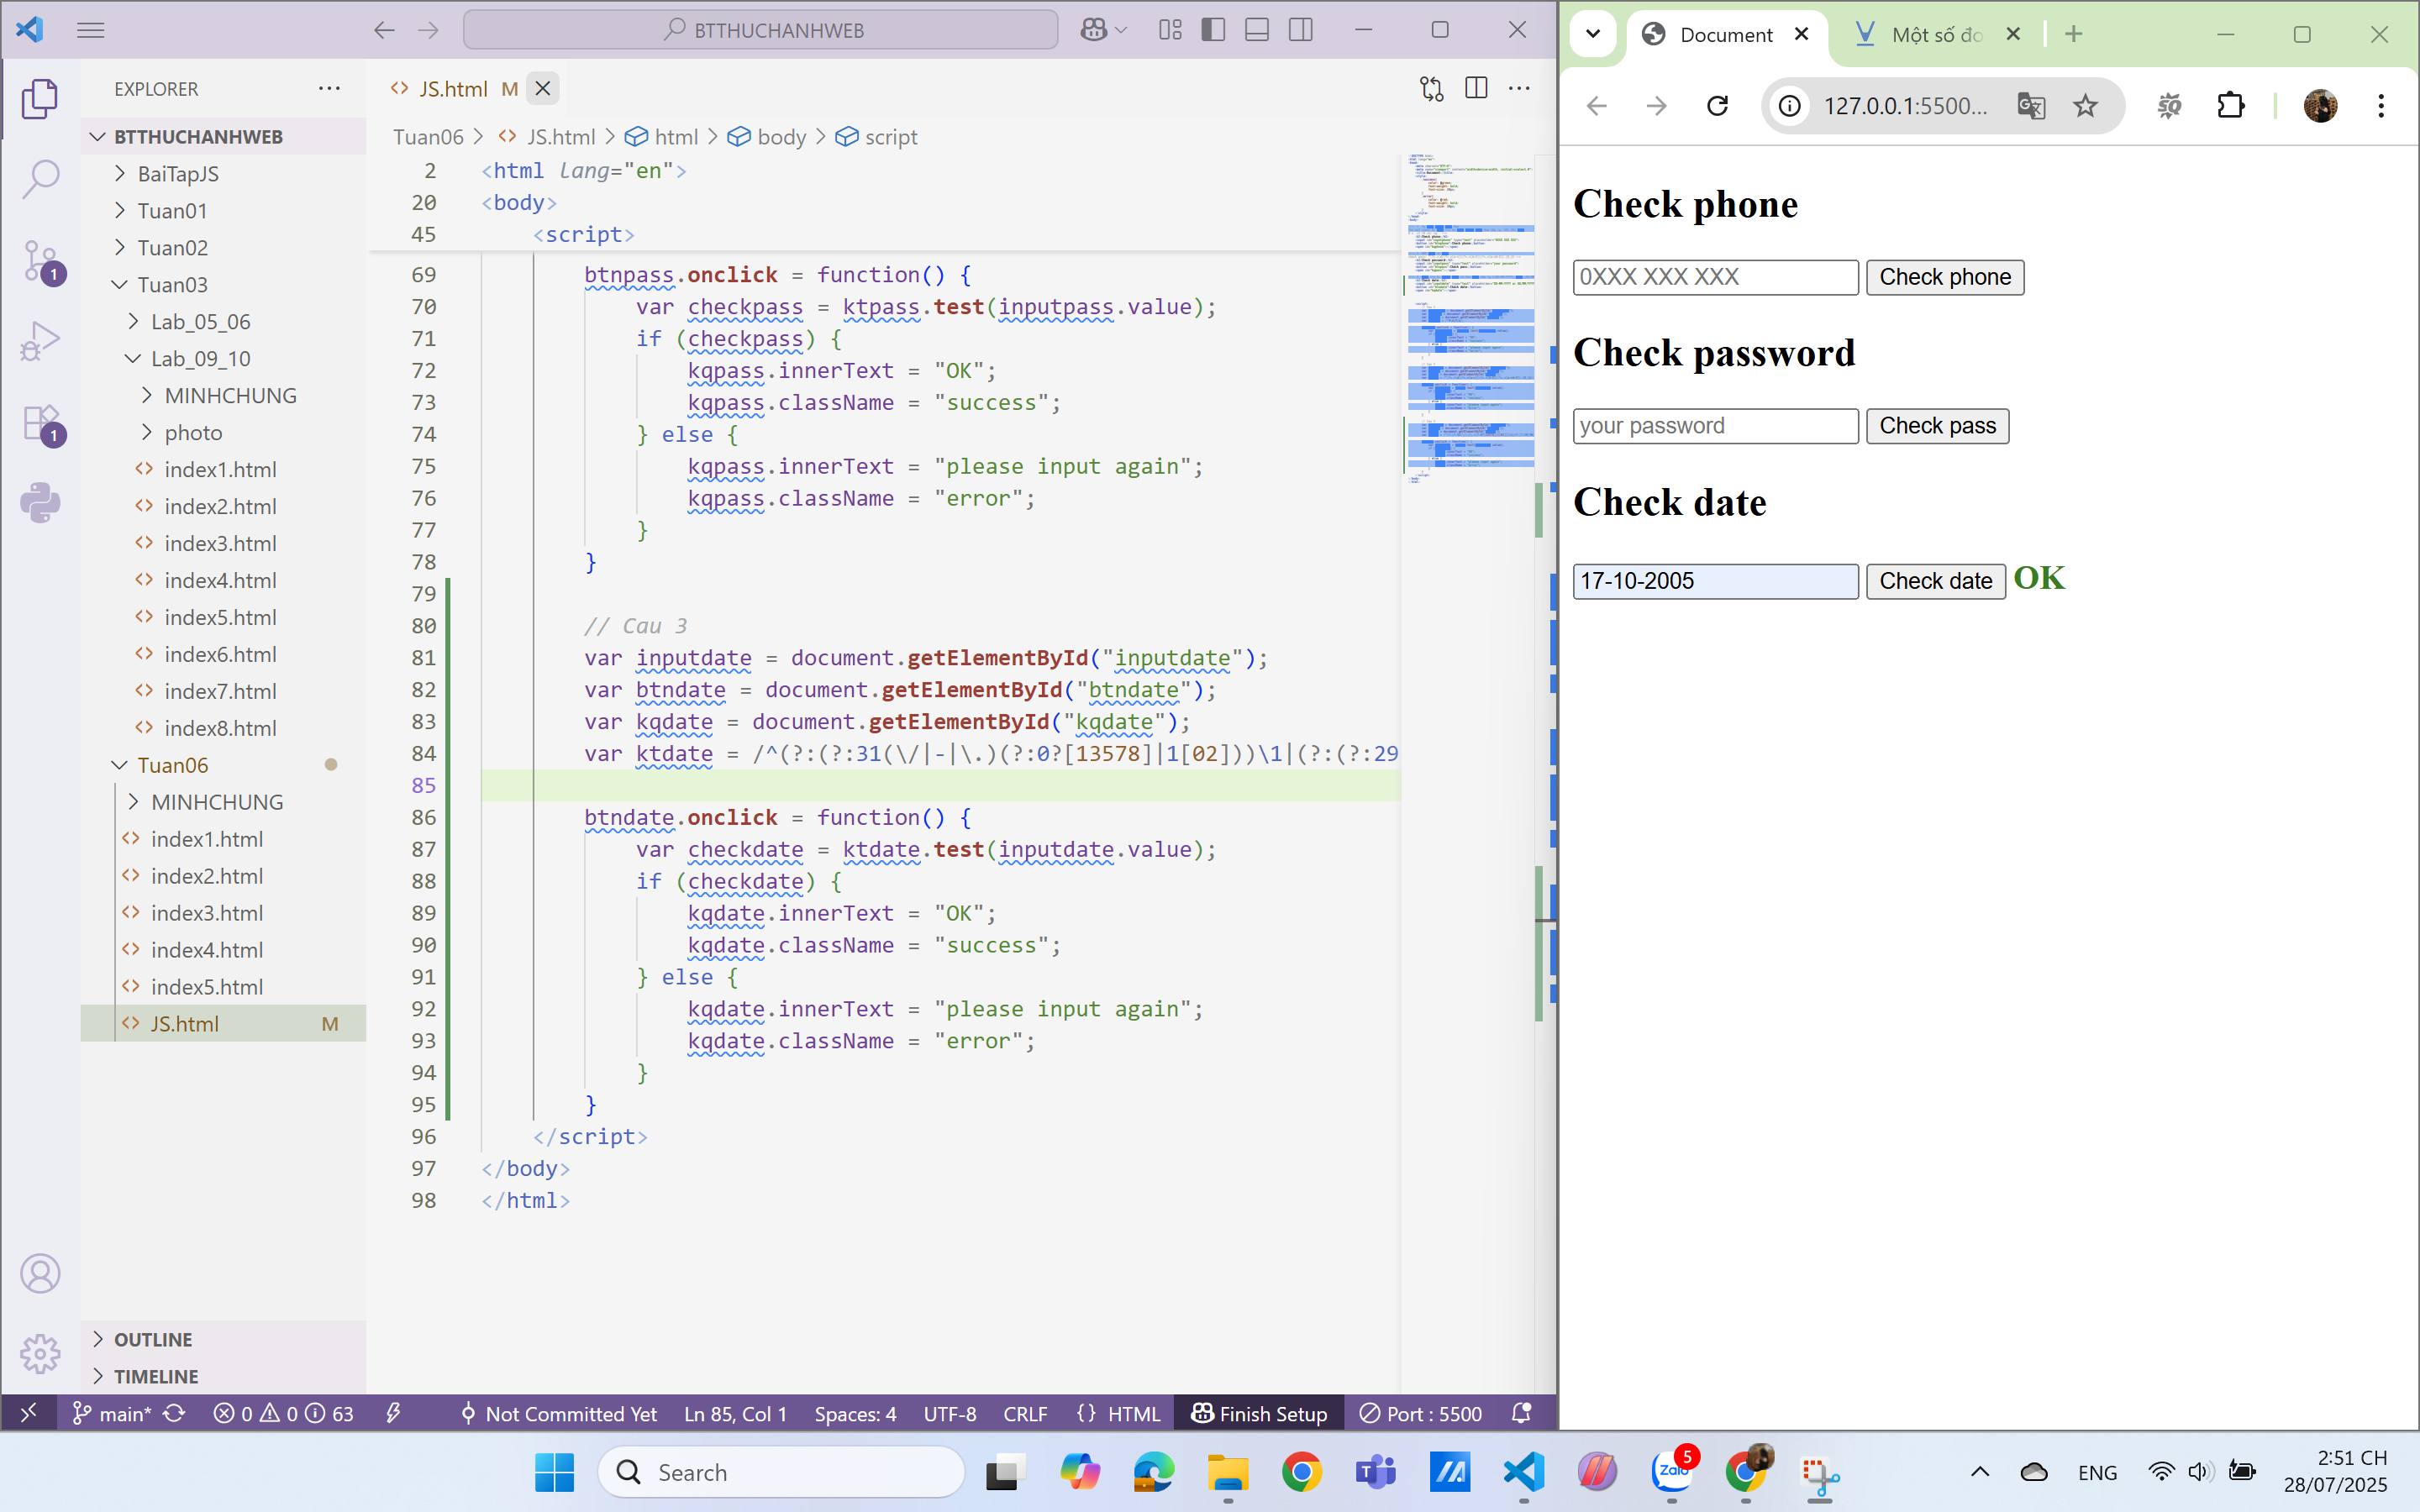 BTTHUCHANHWEB
EXPLORER
BTTHUCHANHWEB
BaiTapJS
Tuan01
Tuan02
Tuan03
Lab_05_06
Lab_09_10
MINHCHUNG
photo
index1.html
index2.html
index3.html
index4.html
index5.html
index6.html
index7.html
index8.html
Tuan06
MINHCHUNG
index1.html
index2.html
index3.html
index4.html
index5.html
JS.html M
OUTLINE
TIMELINE
1
1
JS.html M
Tuan06 > JS.html > html > body > script
2 <html lang="en">
20 <body>
45 <script>
69 btnpass.onclick = function() {
70 var checkpass = ktpass.test(inputpass.value);
71 if (checkpass) {
72 kqpass.innerText = "OK";
73 kqpass.className = "success";
74 } else {
75 kqpass.innerText = "please input again";
76 kqpass.className = "error";
77 }
78 }
79
80 // Cau 3
81 var inputdate = document.getElementById("inputdate");
82 var btndate = document.getElementById("btndate");
83 var kqdate = document.getElementById("kqdate");
84 var ktdate = /^(?:(?:31(\/|-|\.)(?:0?[13578]|1[02]))\1|(?:(?:29
85
86 btndate.onclick = function() {
87 var checkdate = ktdate.test(inputdate.value);
88 if (checkdate) {
89 kqdate.innerText = "OK";
90 kqdate.className = "success";
91 } else {
92 kqdate.innerText = "please input again";
93 kqdate.className = "error";
94 }
95 }
96 </script>
97 </body>
98 </html>
main* 0 0 63 Not Committed Yet Ln 85, Col 1 Spaces: 4 UTF-8 CRLF {} HTML Finish Setup Port : 5500
Document Một số đo
127.0.0.1:5500...
Check phone
0XXX XXX XXX Check phone
Check password
your password Check pass
Check date
17-10-2005 Check date OK
Search
Zalo 5
ENG
2:51 CH
28/07/2025